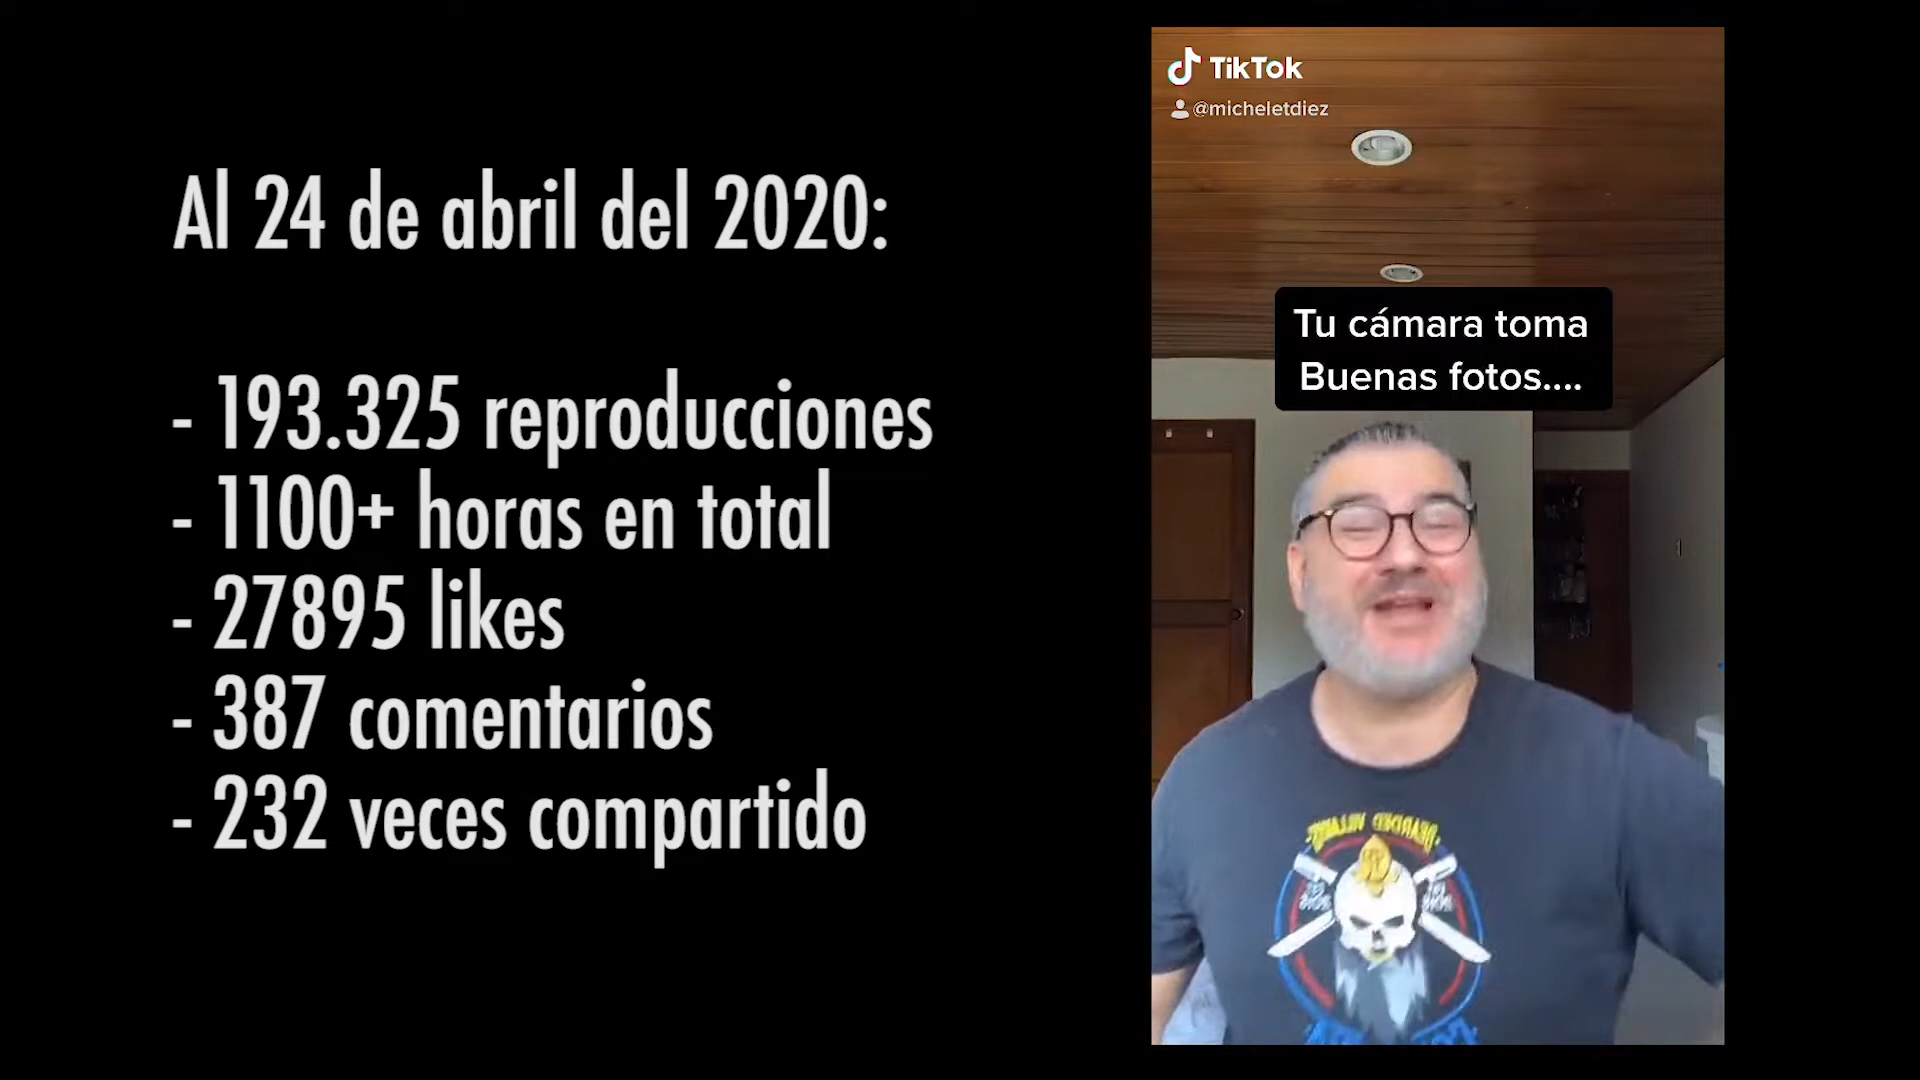 Al 24 de abril del 2020:
- 193.325 reproducciones
- 1100+ horas en total
- 27895 likes
- 387 comentarios
- 232 veces compartido
TikTok
@micheletdiez
Tu cámara toma
Buenas fotos....